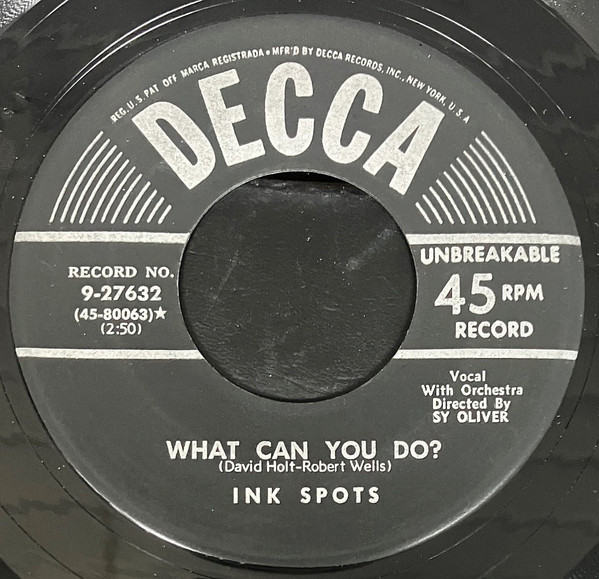 REG. U.S. PAT OFF MARCA REGISTRADA • MFR'D BY DECCA RECORDS, INC., NEW YORK, U.S.A
DECCA
RECORD NO.
9-27632
(45-80063)★
(2:50)
UNBREAKABLE
45 RPM
RECORD
Vocal
With Orchestra
Directed By
SY OLIVER
WHAT CAN YOU DO?
(David Holt-Robert Wells)
INK SPOTS